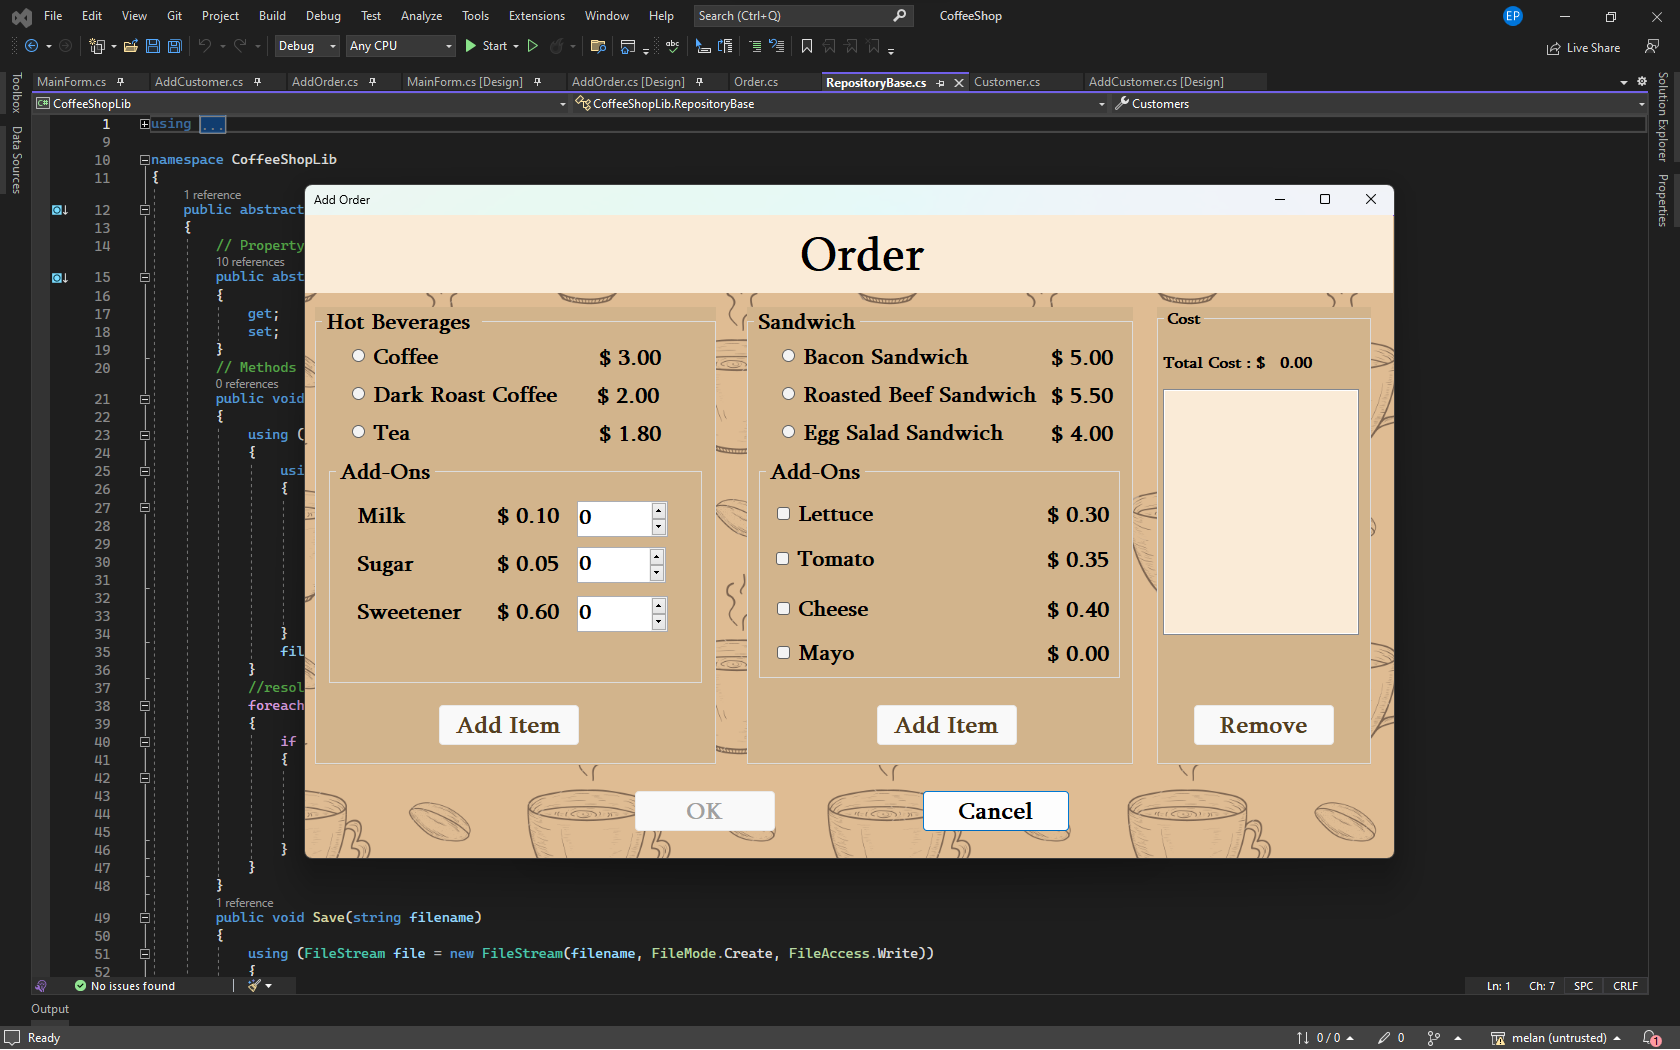 File Edit View Git Project Build Debug Test Analyze Tools Extensions Window Help Search (Ctrl+Q) CoffeeShop EP
Debug Any CPU Start Live Share
MainForm.cs AddCustomer.cs AddOrder.cs MainForm.cs [Design] AddOrder.cs [Design] Order.cs RepositoryBase.cs Customer.cs AddCustomer.cs [Design]
CoffeeShopLib CoffeeShopLib.RepositoryBase Customers
Toolbox
Data Sources
Solution Explorer
Properties
1 using ...
9
10 namespace CoffeeShopLib
11 {
1 reference
12 public abstract
13 {
14 // Property
10 references
15 public abst
16 {
17 get;
18 set;
19 }
20 // Methods
0 references
21 public void
22 {
23 using (
24 {
25 usi
26 {
27
28
29
30
31
32
33
34 }
35 fil
36 }
37 //resol
38 foreach
39 {
40 if
41 {
42
43
44
45
46 }
47 }
48 }
1 reference
49 public void Save(string filename)
50 {
51 using (FileStream file = new FileStream(filename, FileMode.Create, FileAccess.Write))
52 {
Add Order
Order
Hot Beverages
Coffee $ 3.00
Dark Roast Coffee $ 2.00
Tea $ 1.80
Add-Ons
Milk $ 0.10 0
Sugar $ 0.05 0
Sweetener $ 0.60 0
Add Item
Sandwich
Bacon Sandwich $ 5.00
Roasted Beef Sandwich $ 5.50
Egg Salad Sandwich $ 4.00
Add-Ons
Lettuce $ 0.30
Tomato $ 0.35
Cheese $ 0.40
Mayo $ 0.00
Add Item
Cost
Total Cost : $ 0.00
Remove
OK Cancel
No issues found Ln: 1 Ch: 7 SPC CRLF
Output
Ready 0 / 0 0 melan (untrusted) 1